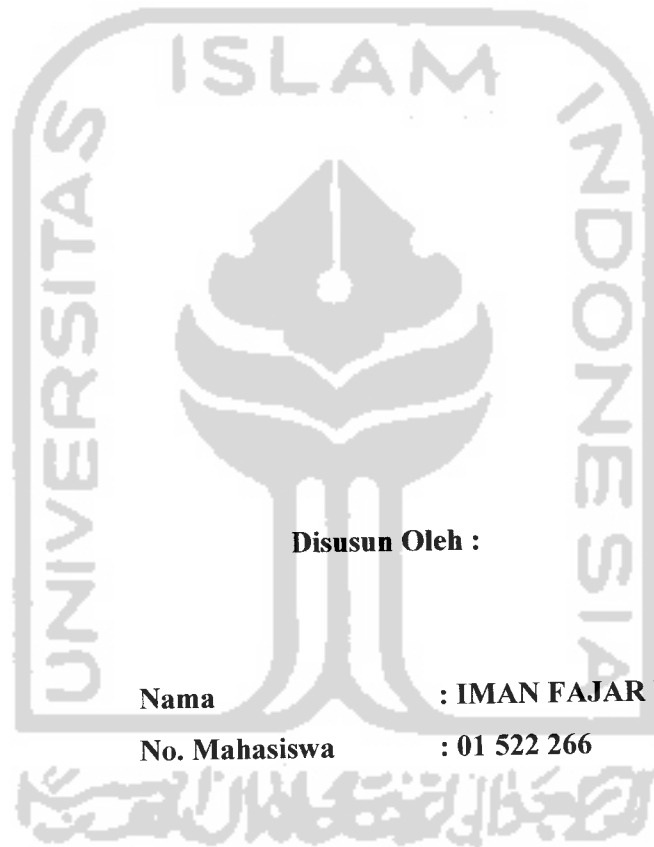 ISLAM
UNIVERSITAS
INDONESIA
Disusun Oleh :
Nama : IMAN FAJAR
No. Mahasiswa : 01 522 266